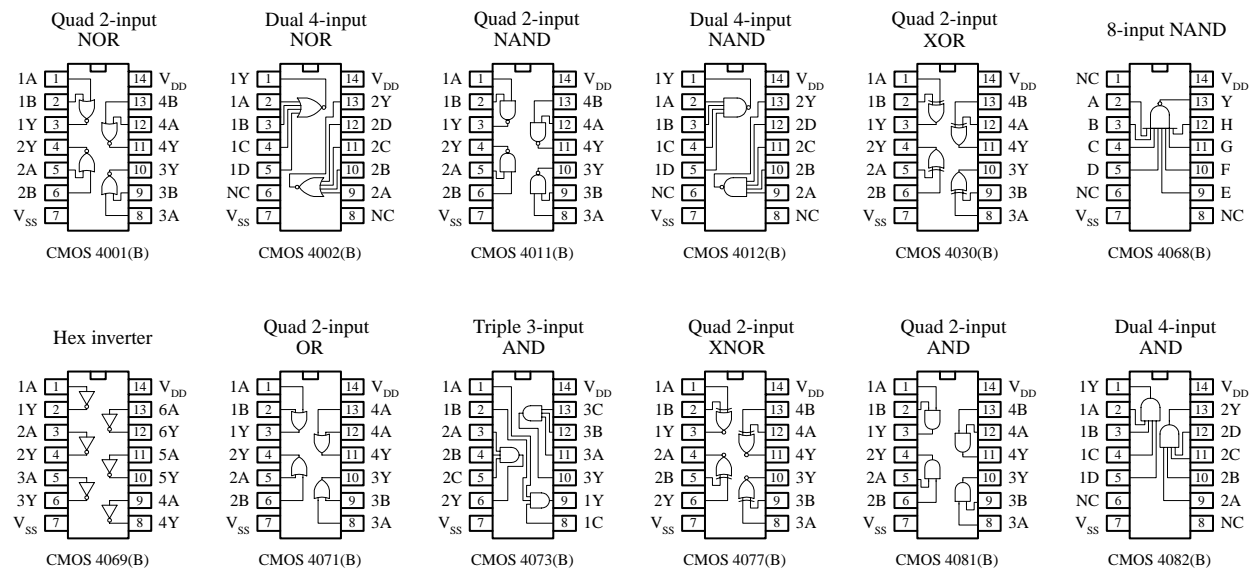 Quad 2-input
NOR
1A 1 14 VDD
1B 2 13 4B
1Y 3 12 4A
2Y 4 11 4Y
2A 5 10 3Y
2B 6 9 3B
VSS 7 8 3A
CMOS 4001(B)
Dual 4-input
NOR
1Y 1 14 VDD
1A 2 13 2Y
1B 3 12 2D
1C 4 11 2C
1D 5 10 2B
NC 6 9 2A
VSS 7 8 NC
CMOS 4002(B)
Quad 2-input
NAND
1A 1 14 VDD
1B 2 13 4B
1Y 3 12 4A
2Y 4 11 4Y
2A 5 10 3Y
2B 6 9 3B
VSS 7 8 3A
CMOS 4011(B)
Dual 4-input
NAND
1Y 1 14 VDD
1A 2 13 2Y
1B 3 12 2D
1C 4 11 2C
1D 5 10 2B
NC 6 9 2A
VSS 7 8 NC
CMOS 4012(B)
Quad 2-input
XOR
1A 1 14 VDD
1B 2 13 4B
1Y 3 12 4A
2Y 4 11 4Y
2A 5 10 3Y
2B 6 9 3B
VSS 7 8 3A
CMOS 4030(B)
8-input NAND
NC 1 14 VDD
A 2 13 Y
B 3 12 H
C 4 11 G
D 5 10 F
NC 6 9 E
VSS 7 8 NC
CMOS 4068(B)
Hex inverter
1A 1 14 VDD
1Y 2 13 6A
2A 3 12 6Y
2Y 4 11 5A
3A 5 10 5Y
3Y 6 9 4A
VSS 7 8 4Y
CMOS 4069(B)
Quad 2-input
OR
1A 1 14 VDD
1B 2 13 4A
1Y 3 12 4A
2Y 4 11 4Y
2A 5 10 3Y
2B 6 9 3B
VSS 7 8 3A
CMOS 4071(B)
Triple 3-input
AND
1A 1 14 VDD
1B 2 13 3C
2A 3 12 3B
2B 4 11 3A
2C 5 10 3Y
2Y 6 9 1Y
VSS 7 8 1C
CMOS 4073(B)
Quad 2-input
XNOR
1A 1 14 VDD
1B 2 13 4B
1Y 3 12 4A
2A 4 11 4Y
2B 5 10 3Y
2Y 6 9 3B
VSS 7 8 3A
CMOS 4077(B)
Quad 2-input
AND
1A 1 14 VDD
1B 2 13 4B
1Y 3 12 4A
2Y 4 11 4Y
2A 5 10 3Y
2B 6 9 3B
VSS 7 8 3A
CMOS 4081(B)
Dual 4-input
AND
1Y 1 14 VDD
1A 2 13 2Y
1B 3 12 2D
1C 4 11 2C
1D 5 10 2B
NC 6 9 2A
VSS 7 8 NC
CMOS 4082(B)